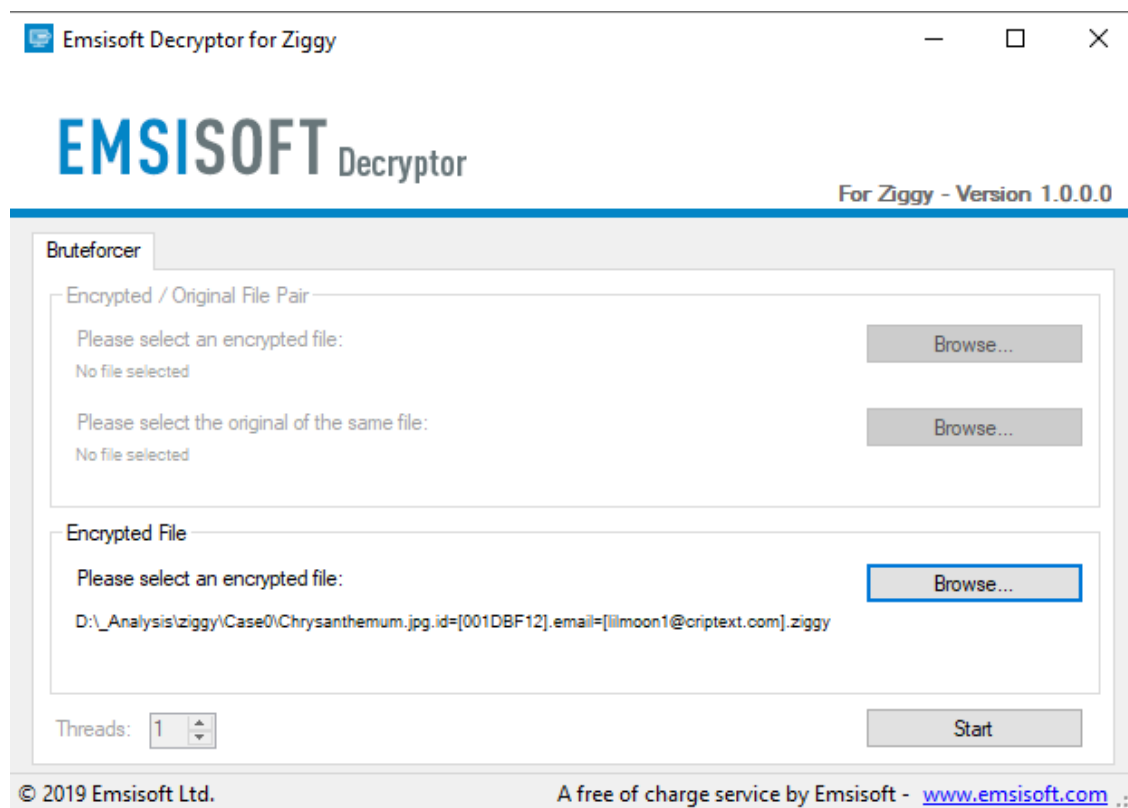 Emsisoft Decryptor for Ziggy
EMSISOFT Decryptor
For Ziggy - Version 1.0.0.0
Bruteforcer
Encrypted / Original File Pair
Please select an encrypted file:
Browse...
No file selected
Please select the original of the same file:
Browse...
No file selected
Encrypted File
Please select an encrypted file:
Browse...
D:\_Analysis\ziggy\Case0\Chrysanthemum.jpg.id=[001DBF12].email=[lilmoon1@criptext.com].ziggy
Threads: 1
Start
© 2019 Emsisoft Ltd.
A free of charge service by Emsisoft - www.emsisoft.com